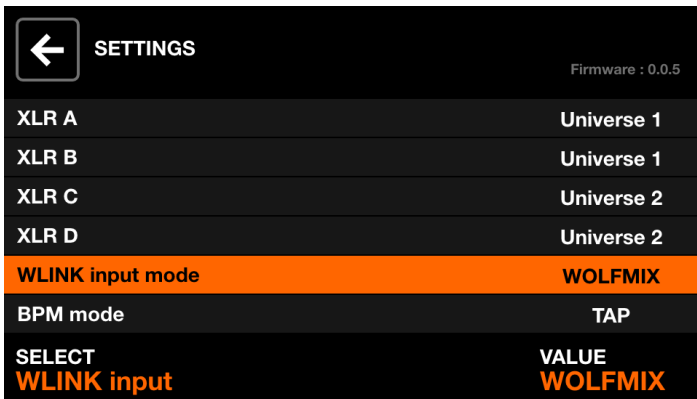 SETTINGS
Firmware : 0.0.5
XLR A Universe 1
XLR B Universe 1
XLR C Universe 2
XLR D Universe 2
WLINK input mode WOLFMIX
BPM mode TAP
SELECT VALUE
WLINK input WOLFMIX